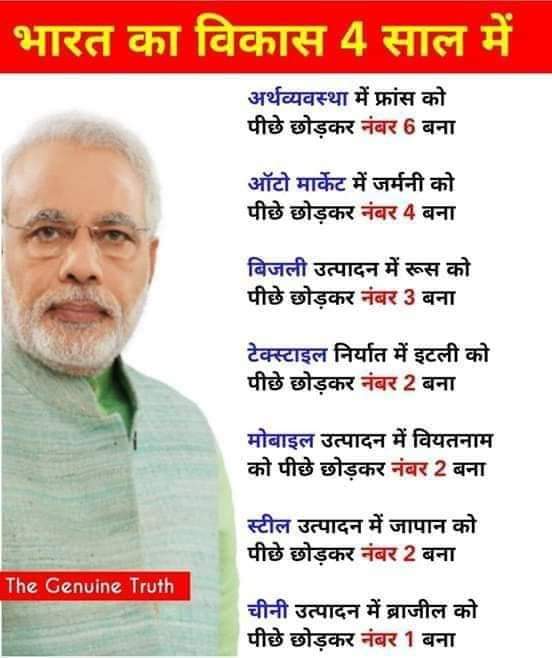 भारत का विकास 4 साल में
अर्थव्यवस्था में फ्रांस को
पीछे छोड़कर नंबर 6 बना
ऑटो मार्केट में जर्मनी को
पीछे छोड़कर नंबर 4 बना
बिजली उत्पादन में रूस को
पीछे छोड़कर नंबर 3 बना
टेक्स्टाइल निर्यात में इटली को
पीछे छोड़कर नंबर 2 बना
मोबाइल उत्पादन में वियतनाम
को पीछे छोड़कर नंबर 2 बना
स्टील उत्पादन में जापान को
पीछे छोड़कर नंबर 2 बना
चीनी उत्पादन में ब्राजील को
पीछे छोड़कर नंबर 1 बना
The Genuine Truth